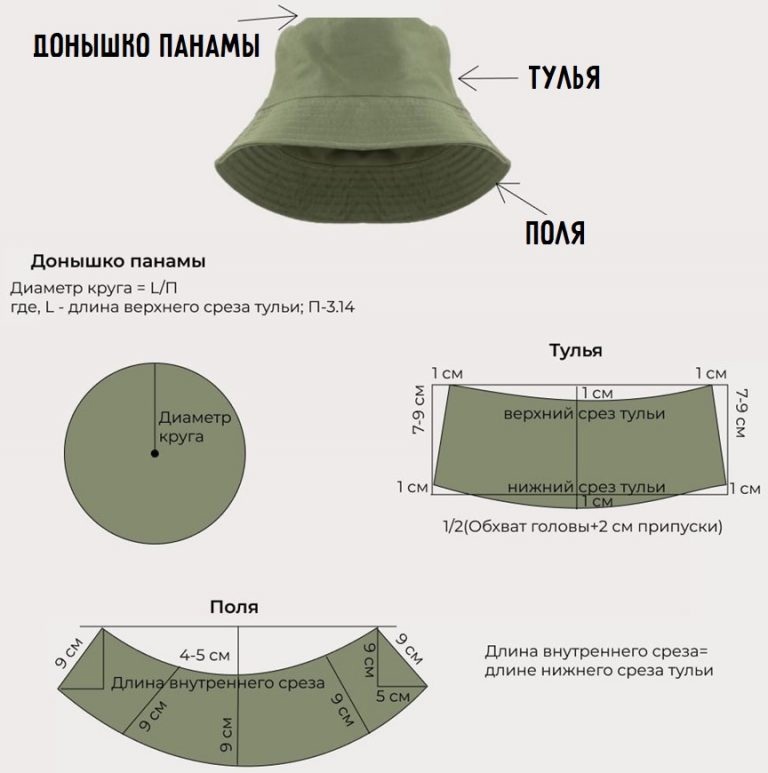 ДОНЫШКО ПАНАМЫ
ТУЛЬЯ
ПОЛЯ
Донышко панамы
Диаметр круга = L/П
где, L - длина верхнего среза тульи; П-3.14
Диаметр
круга
Тулья
1 см
1 см
7-9 см
1 см
7-9 см
верхний срез тульи
1 см
нижний срез тульи
1 см
1 см
1/2(Обхват головы+2 см припуски)
Поля
9 см
4-5 см
9 см
9 см
Длина внутреннего среза
5 см
9 см
9 см
9 см
Длина внутреннего среза=
длине нижнего среза тульи